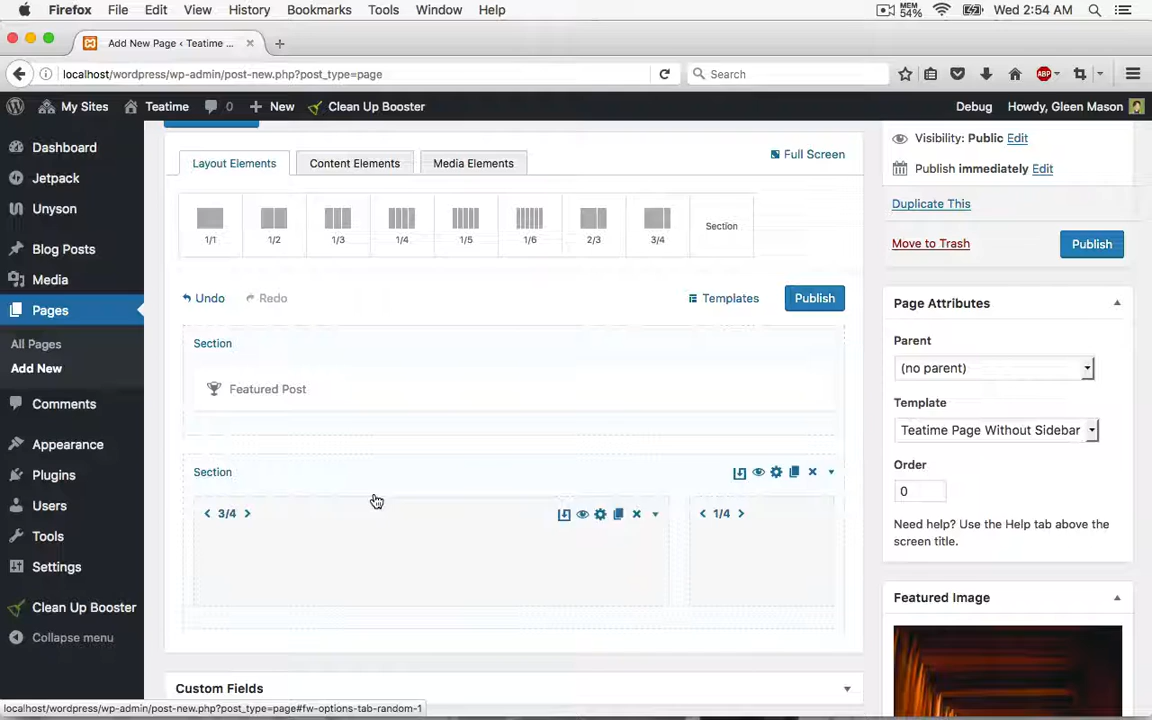 Firefox File Edit View History Bookmarks Tools Window Help MEM 54% Wed 2:54 AM
Add New Page ‹ Teatime ...
localhost/wordpress/wp-admin/post-new.php?post_type=page Search ABP
My Sites Teatime 0 New Clean Up Booster Debug Howdy, Gleen Mason
Dashboard
Jetpack
Unyson
Blog Posts
Media
Pages
All Pages
Add New
Comments
Appearance
Plugins
Users
Tools
Settings
Clean Up Booster
Collapse menu
Layout Elements Content Elements Media Elements Full Screen
1/1 1/2 1/3 1/4 1/5 1/6 2/3 3/4 Section
Undo Redo Templates Publish
Section
Featured Post
Section
3/4 1/4
Custom Fields
Visibility: Public Edit
Publish immediately Edit
Duplicate This
Move to Trash Publish
Page Attributes
Parent
(no parent)
Template
Teatime Page Without Sidebar
Order
0
Need help? Use the Help tab above the
screen title.
Featured Image
localhost/wordpress/wp-admin/post-new.php?post_type=page#fw-options-tab-random-1